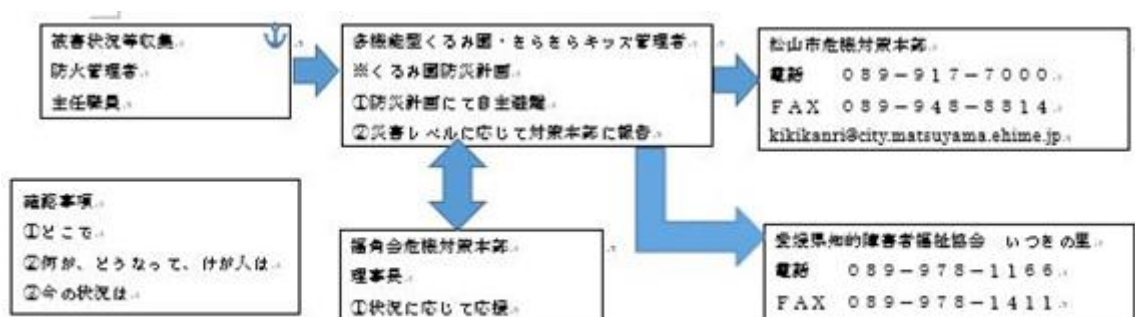 被害状況等収集
防火管理者
主任職員
多機能型くるみ園・きらきらキッズ管理者
※くるみ園防災計画
①防災計画にて自主避難
②災害レベルに応じて対策本部に報告
松山市危機対策本部
電話　０８９－９１７－７０００
ＦＡＸ　０８９－９４８－８８１４
kikikanri@city.matsuyama.ehime.jp
確認事項
①どこで
②何が、どうなって、けが人は
②今の状況は
福角会危機対策本部
理事長
①状況に応じて応援
愛媛県知的障害者福祉協会　いつきの里
電話　０８９－９７８－１１６６
ＦＡＸ　０８９－９７８－１４１１